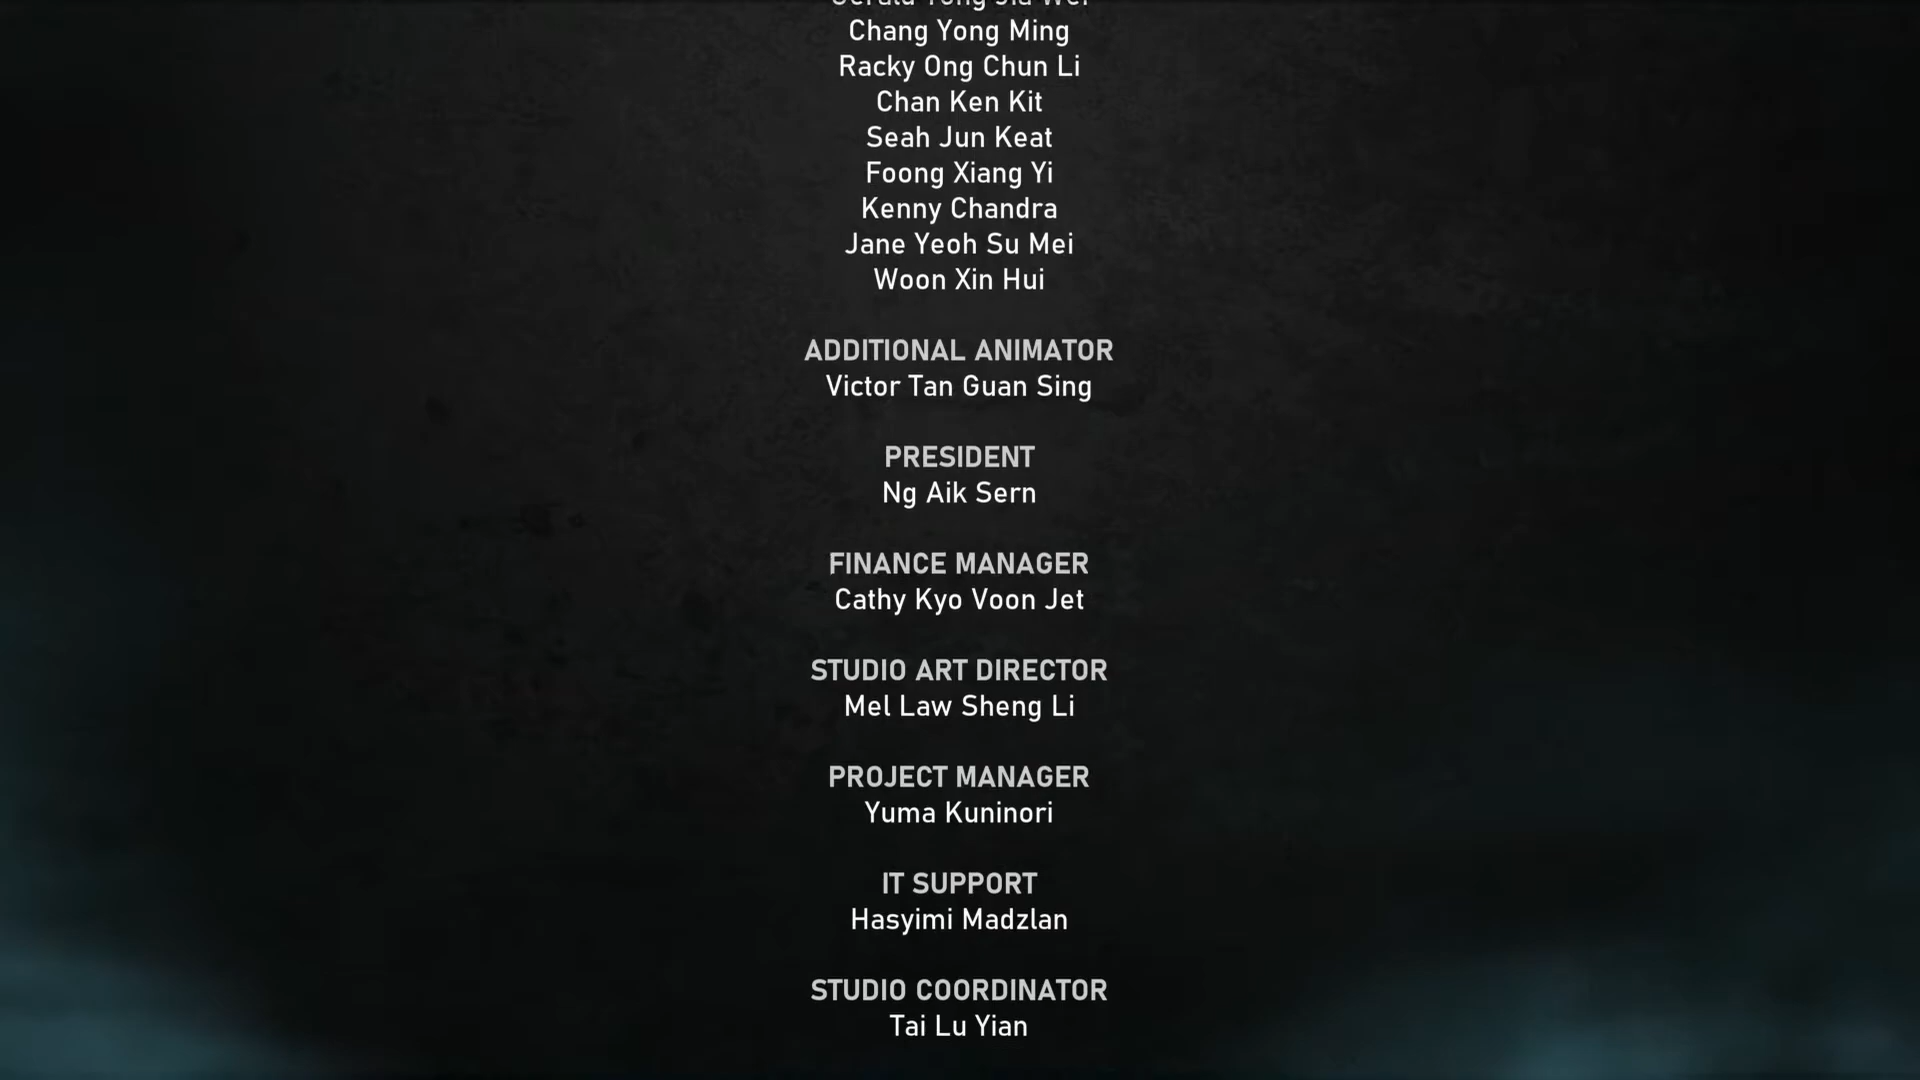 Chang Yong Ming
Racky Ong Chun Li
Chan Ken Kit
Seah Jun Keat
Foong Xiang Yi
Kenny Chandra
Jane Yeoh Su Mei
Woon Xin Hui
ADDITIONAL ANIMATOR
Victor Tan Guan Sing
PRESIDENT
Ng Aik Sern
FINANCE MANAGER
Cathy Kyo Voon Jet
STUDIO ART DIRECTOR
Mel Law Sheng Li
PROJECT MANAGER
Yuma Kuninori
IT SUPPORT
Hasyimi Madzlan
STUDIO COORDINATOR
Tai Lu Yian